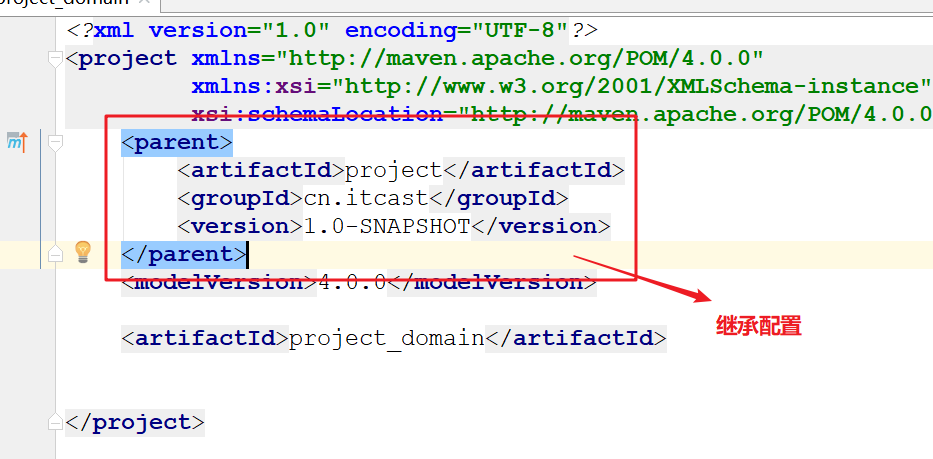 project_domain
<?xml version="1.0" encoding="UTF-8"?>
<project xmlns="http://maven.apache.org/POM/4.0.0"
xmlns:xsi="http://www.w3.org/2001/XMLSchema-instance"
xsi:schemaLocation="http://maven.apache.org/POM/4.0.0
<parent>
<artifactId>project</artifactId>
<groupId>cn.itcast</groupId>
<version>1.0-SNAPSHOT</version>
</parent>
<modelVersion>4.0.0</modelVersion>
继承配置
<artifactId>project_domain</artifactId>
</project>